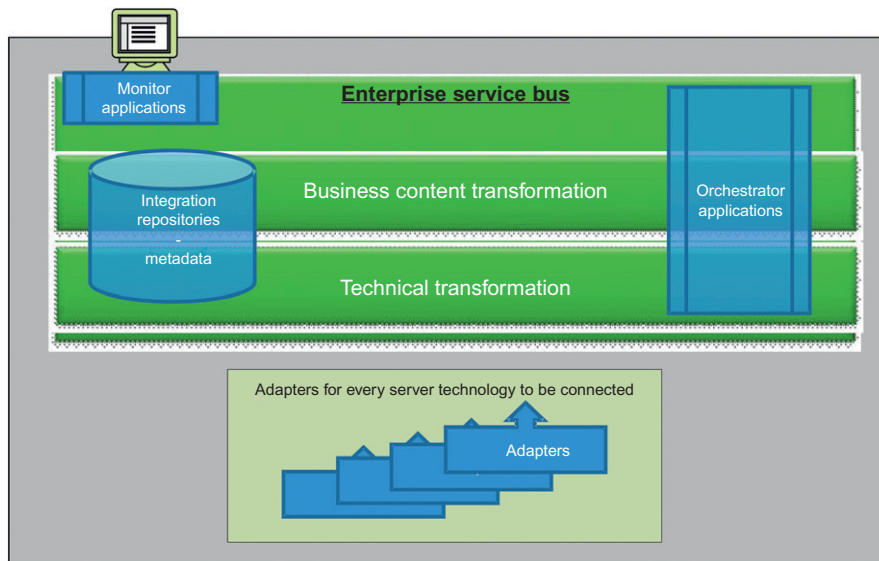 Monitor
applications
Enterprise service bus
Business content transformation
Integration
repositories
-
metadata
Orchestrator
applications
Technical transformation
Adapters for every server technology to be connected
Adapters